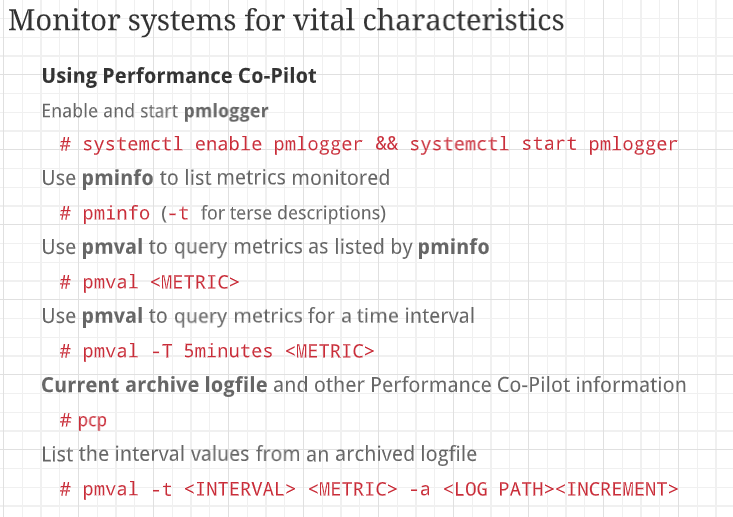 Monitor systems for vital characteristics
Using Performance Co-Pilot
Enable and start pmlogger
# systemctl enable pmlogger && systemctl start pmlogger
Use pminfo to list metrics monitored
# pminfo (-t for terse descriptions)
Use pmval to query metrics as listed by pminfo
# pmval <METRIC>
Use pmval to query metrics for a time interval
# pmval -T 5minutes <METRIC>
Current archive logfile and other Performance Co-Pilot information
# pcp
List the interval values from an archived logfile
# pmval -t <INTERVAL> <METRIC> -a <LOG PATH><INCREMENT>